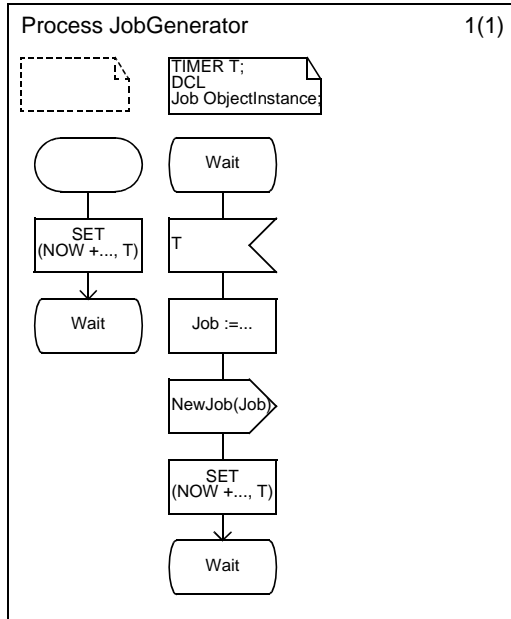 Process JobGenerator 1(1)
TIMER T;
DCL
Job ObjectInstance;
SET
(NOW +..., T)
Wait
Wait
T
Job :=...
NewJob(Job)
SET
(NOW +..., T)
Wait